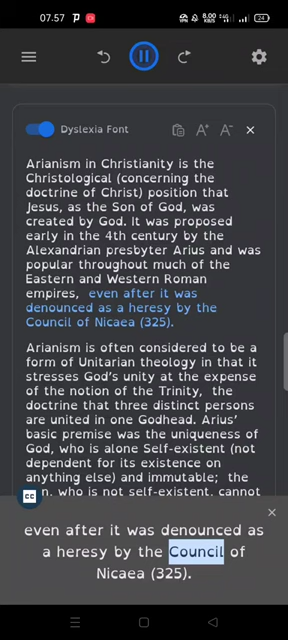 07.57
VPN
8.00
KB/S
24
Dyslexia Font
A+
A-
Arianism in Christianity is the
Christological (concerning the
doctrine of Christ) position that
Jesus, as the Son of God, was
created by God. It was proposed
early in the 4th century by the
Alexandrian presbyter Arius and was
popular throughout much of the
Eastern and Western Roman
empires, even after it was
denounced as a heresy by the
Council of Nicaea (325).
Arianism is often considered to be a
form of Unitarian theology in that it
stresses God's unity at the expense
of the notion of the Trinity, the
doctrine that three distinct persons
are united in one Godhead. Arius'
basic premise was the uniqueness of
God, who is alone Self-existent (not
dependent for its existence on
anything else) and immutable; the
who is not self-existent, cannot
CC
even after it was denounced as
a heresy by the Council of
Nicaea (325).